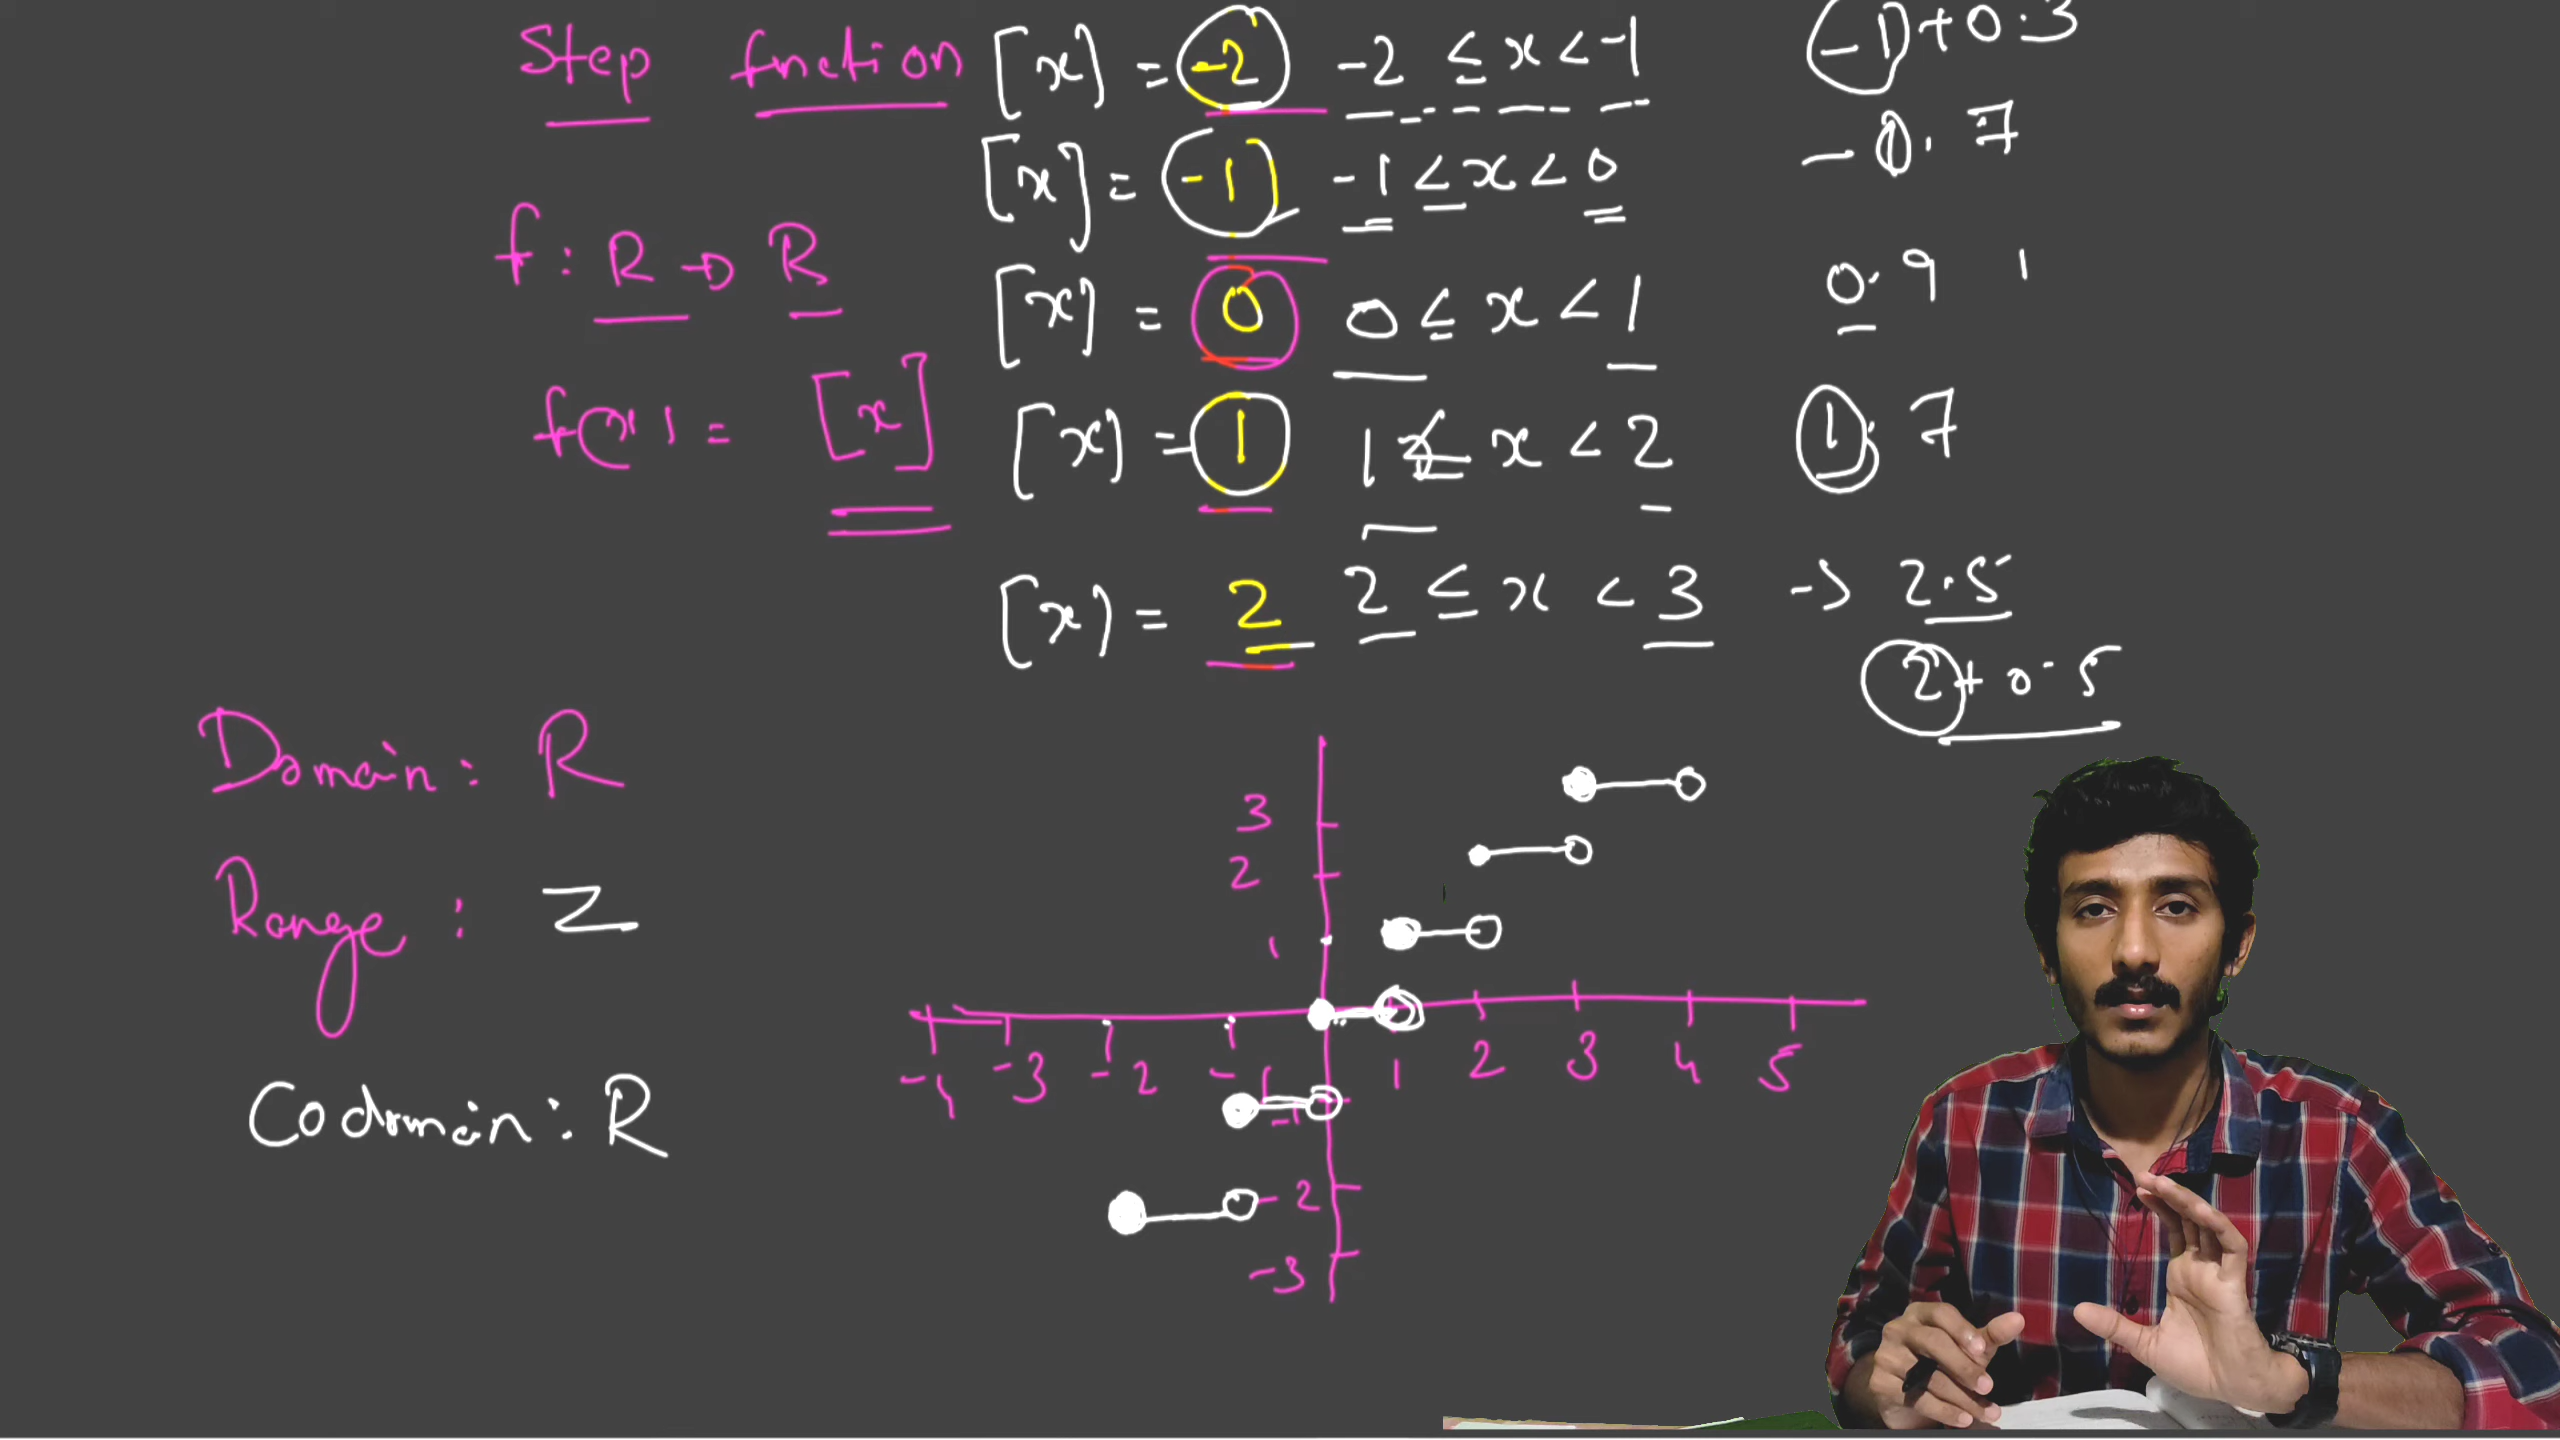 Step function
f : R → R
f(x) = [x]
[x] = -2 -2 ≤ x < -1
[x] = -1 -1 ≤ x < 0
[x] = 0 0 ≤ x < 1
[x] = 1 1 ≤ x < 2
[x] = 2 2 ≤ x < 3 → 2.5
-1+0.3
-0.7
0.9 1
1.7
2+0.5
Domain : R
Range : Z
Codomain : R
3
2
1
-4 -3 -2 -1 1 2 3 4 5
-1
-2
-3